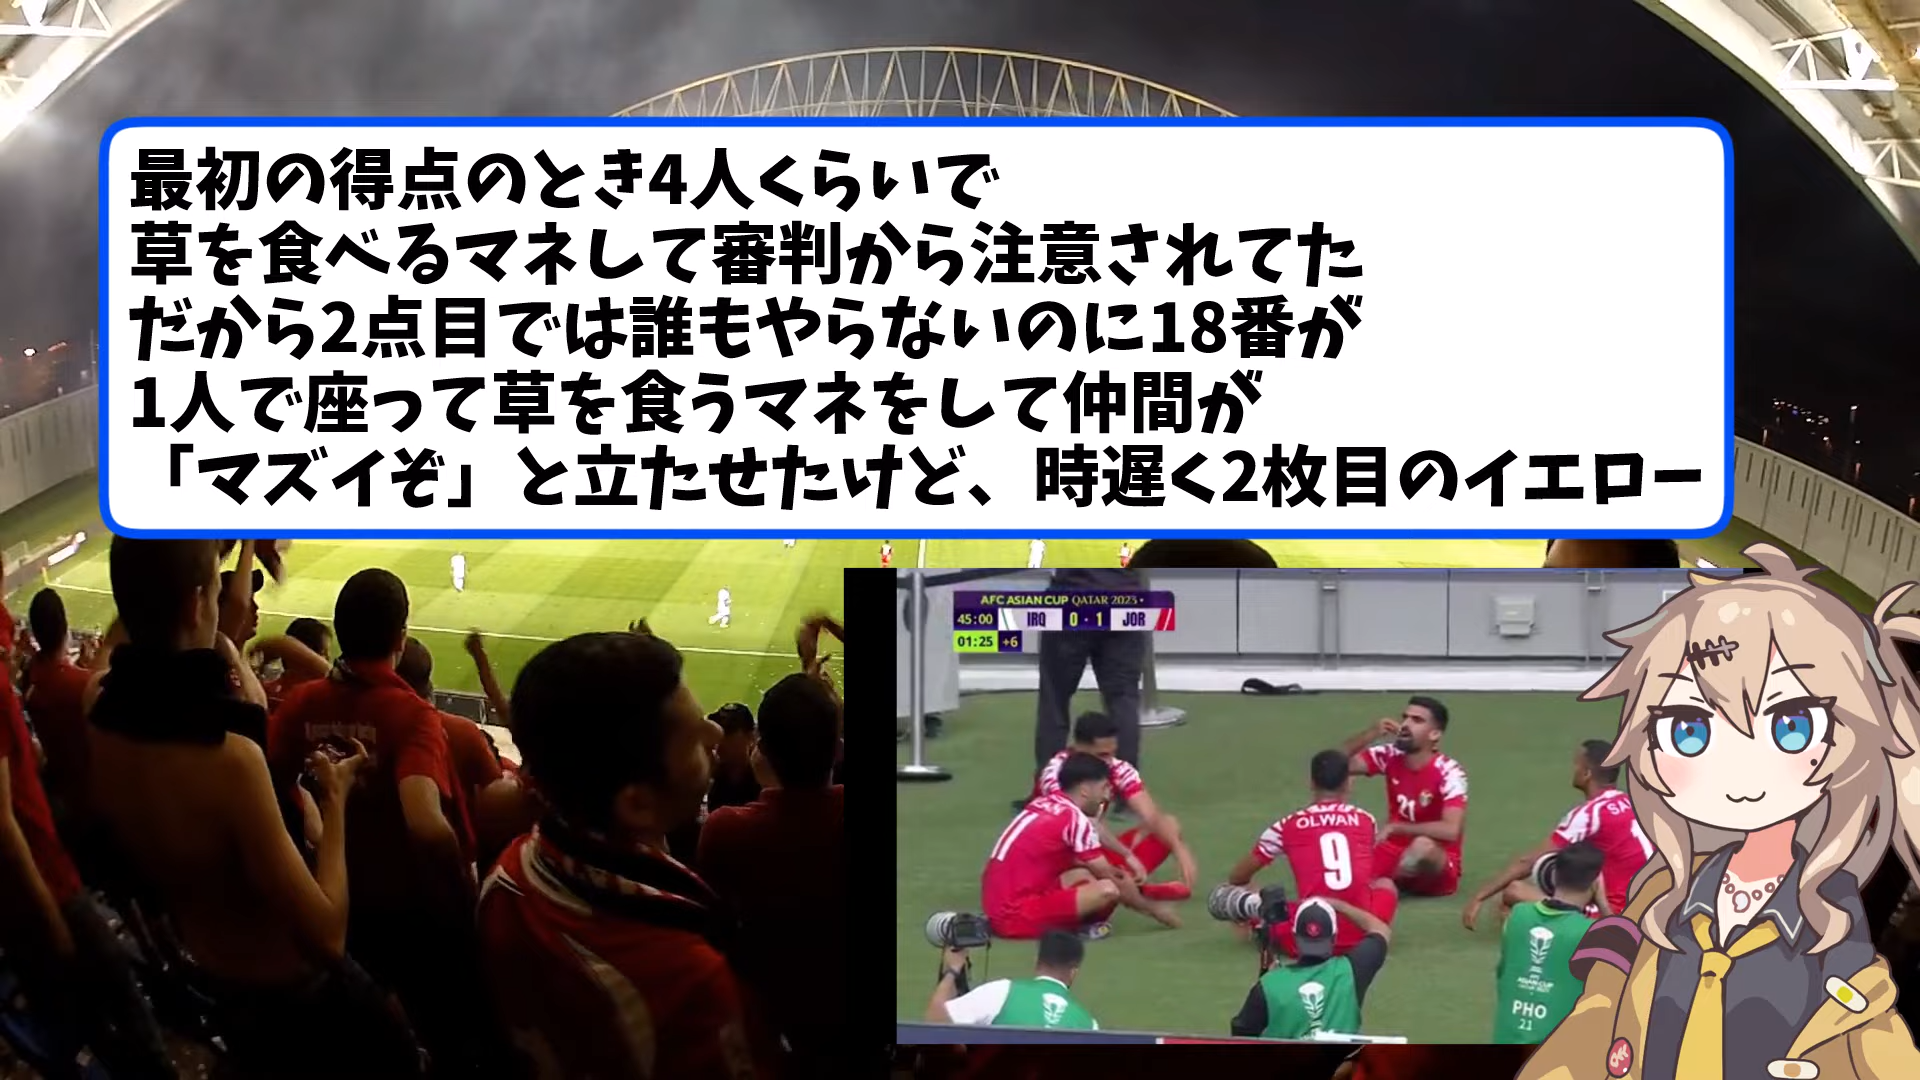 最初の得点のとき4人くらいで
草を食べるマネして審判から注意されてた
だから2点目では誰もやらないのに18番が
1人で座って草を食うマネをして仲間が
「マズイぞ」と立たせたけど、時遅く2枚目のイエロー
AFC ASIAN CUP QATAR 2023
45:00 IRQ 0 - 1 JOR
01:25 +6
21
OLWAN
9
11
SA
ASIAN CUP
PHO
21